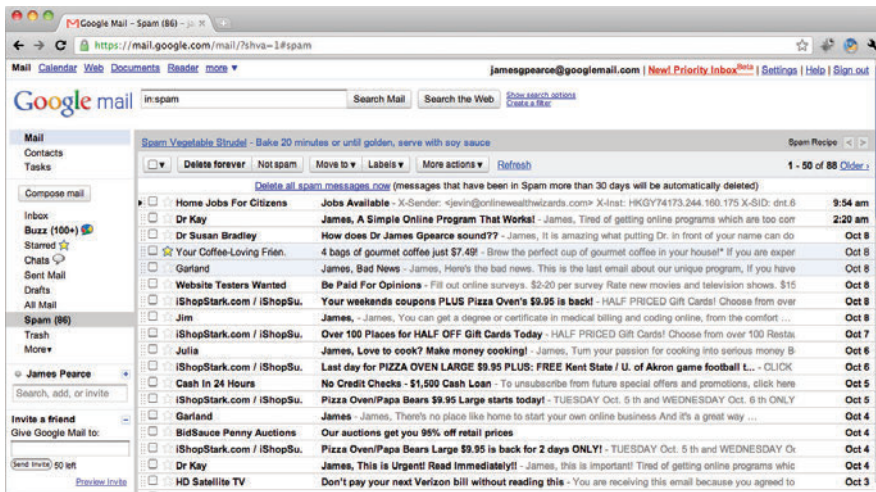 Google Mail - Spam (86) - ja
https://mail.google.com/mail/?shva=1#spam
Mail Calendar Web Documents Reader more ▼ jamesgpearce@googlemail.com | New! Priority Inbox Beta | Settings | Help | Sign out
Google mail in:spam Search Mail Search the Web Show search options
Create a filter
Mail
Contacts
Tasks
Compose mail
Inbox
Buzz (100+)
Starred
Chats
Sent Mail
Drafts
All Mail
Spam (86)
Trash
More▾
James Pearce
Search, add, or invite
Invite a friend
Give Google Mail to:
Send Invite 50 left
Preview Invite
Spam Vegetable Strudel - Bake 20 minutes or until golden, serve with soy sauce Spam Recipe < >
Delete forever Not spam Move to ▾ Labels ▾ More actions ▾ Refresh 1 - 50 of 88 Older ›
Delete all spam messages now (messages that have been in Spam more than 30 days will be automatically deleted)
Home Jobs For Citizens Jobs Available - X-Sender: <jevin@onlinewealthwizards.com> X-Inst: HKGY74173.244.160.175 X-SID: dnt.6 9:54 am
Dr Kay James, A Simple Online Program That Works! - James, Tired of getting online programs which are too com 2:20 am
Dr Susan Bradley How does Dr James Gpearce sound?? - James, It is amazing what putting Dr. in front of your name can do Oct 8
Your Coffee-Loving Frien. 4 bags of gourmet coffee just $7.49! - Brew the perfect cup of gourmet coffee in your house!* If you are exper Oct 8
Garland James, Bad News - James, Here's the bad news. This is the last email about our unique program, If you have Oct 8
Website Testers Wanted Be Paid For Opinions - Fill out online surveys. $2-20 per survey Rate new movies and television shows. $15 Oct 8
iShopStark.com / iShopSu. Your weekends coupons PLUS Pizza Oven's $9.95 is back! - HALF PRICED Gift Cards! Choose from over Oct 8
Jim James, - James, You can get a degree or certificate in medical billing and coding online, from the comfort ... Oct 8
iShopStark.com / iShopSu. Over 100 Places for HALF OFF Gift Cards Today - HALF PRICED Gift Cards! Choose from over 100 Restau Oct 7
Julia James, Love to cook? Make money cooking! - James, Turn your passion for cooking into serious money B Oct 6
iShopStark.com / iShopSu. Last day for PIZZA OVEN LARGE $9.95 PLUS: FREE Kent State / U. of Akron game football t... - CLICK Oct 6
Cash In 24 Hours No Credit Checks - $1,500 Cash Loan - To unsubscribe from future special offers and promotions, click here Oct 5
iShopStark.com / iShopSu. Pizza Oven/Papa Bears $9.95 Large starts today! - TUESDAY Oct. 5 th and WEDNESDAY Oct. 6 th ONLY Oct 5
Garland James - James, There's no place like home to start your own online business And it's a great way ... Oct 4
BidSauce Penny Auctions Our auctions get you 95% off retail prices Oct 4
iShopStark.com / iShopSu. Pizza Oven/Papa Bears Large $9.95 is back for 2 days ONLY! - TUESDAY Oct. 5 th and WEDNESDAY Oc Oct 4
Dr Kay James, This is Urgent! Read Immediately!! - James, this is important! Tired of getting online programs whic Oct 4
HD Satellite TV Don't pay your next Verizon bill without reading this - You are receiving this email because you agreed to Oct 3